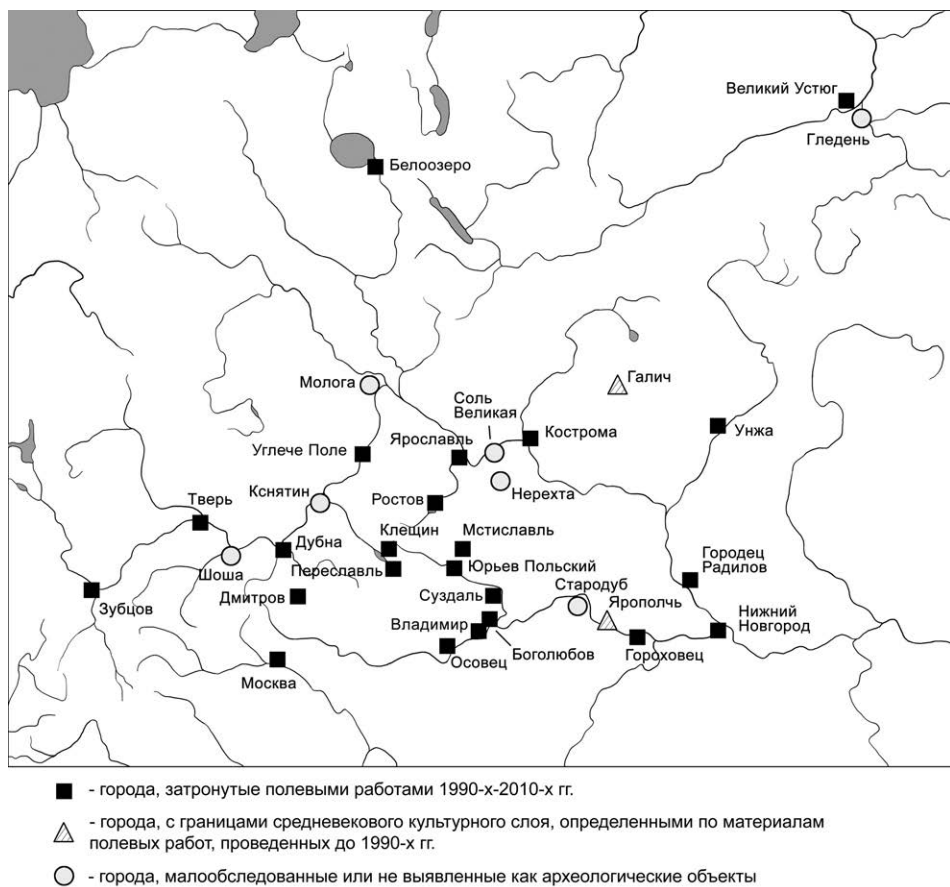 Великий Устюг
Гледень
Белоозеро
Молога
Галич
Соль
Великая
Кострома
Унжа
Углече Поле
Ярославль
Нерехта
Кснятин
Ростов
Тверь
Клещин
Мстиславль
Дубна
Городец
Радилов
Шоша
Переславль
Юрьев Польский
Зубцов
Дмитров
Суздаль
Стародуб
Ярополчь
Нижний
Новгород
Владимир
Боголюбов
Гороховец
Осовец
Москва
- города, затронутые полевыми работами 1990-х-2010-х гг.
- города, с границами средневекового культурного слоя, определенными по материалам
полевых работ, проведенных до 1990-х гг.
- города, малообследованные или не выявленные как археологические объекты